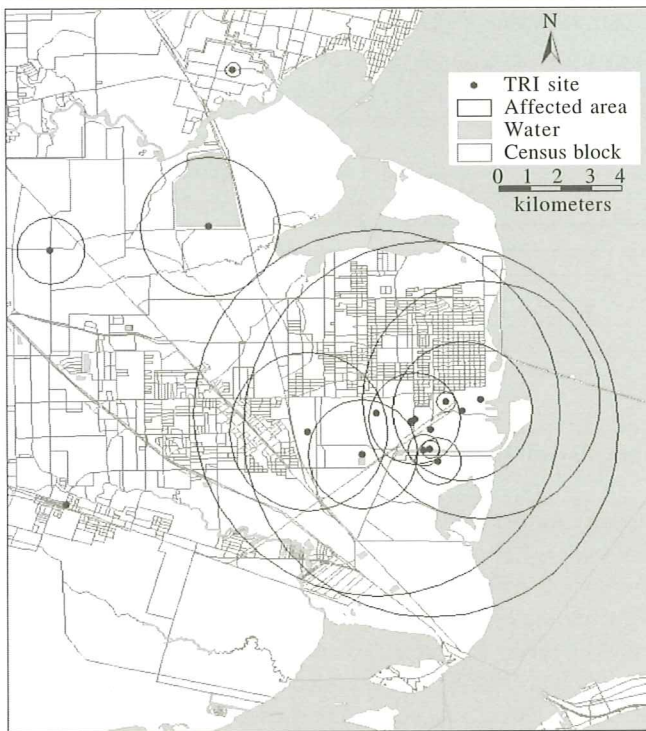 N
TRI site
Affected area
Water
Census block
0 1 2 3 4
kilometers